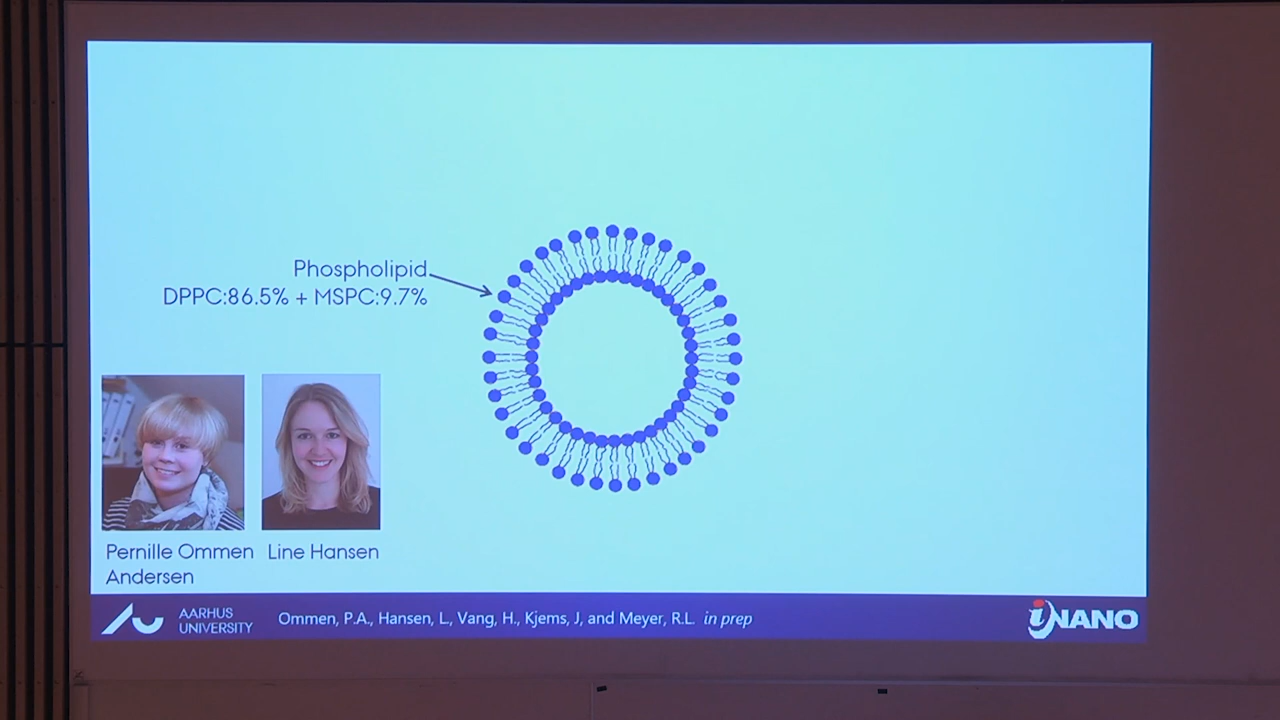 Phospholipid
DPPC:86.5% + MSPC:9.7%
Pernille Ommen
Andersen
Line Hansen
AARHUS
UNIVERSITY
Ommen, P.A., Hansen, L., Vang, H., Kjems, J, and Meyer, R.L. in prep
iNANO